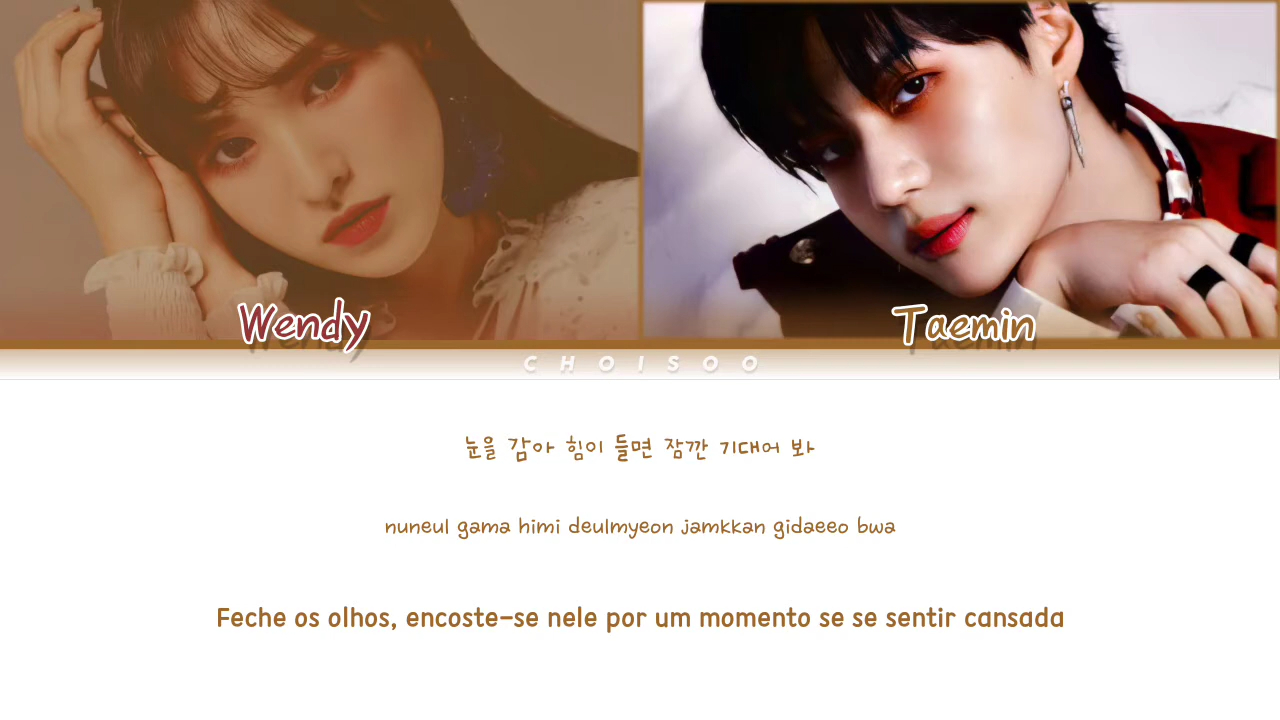 Wendy
Taemin
CHOISOO
눈을 감아 힘이 들면 잠깐 기대어 봐
nuneul gama himi deulmyeon jamkkan gidaeeo bwa
Feche os olhos, encoste-se nele por um momento se se sentir cansada